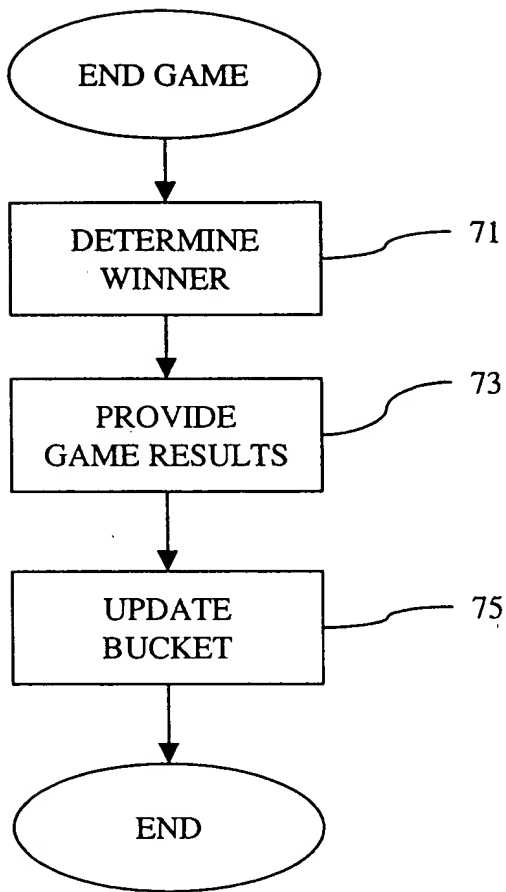 END GAME
DETERMINE
WINNER
71
PROVIDE
GAME RESULTS
73
UPDATE
BUCKET
75
END